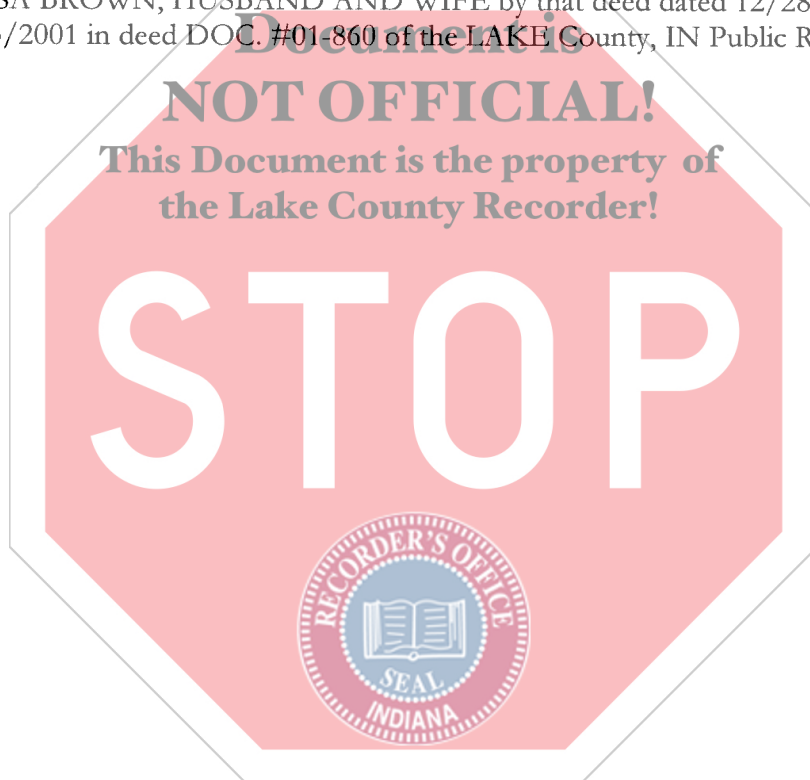 BROWN, HUSBAND AND WIFE by that deed dated 12/28
/2001 in deed DOC. #01-860 of the LAKE County, IN Public R
Document is
NOT OFFICIAL!
This Document is the property of
the Lake County Recorder!
STOP
RECORDER'S OFFICE
SEAL
INDIANA